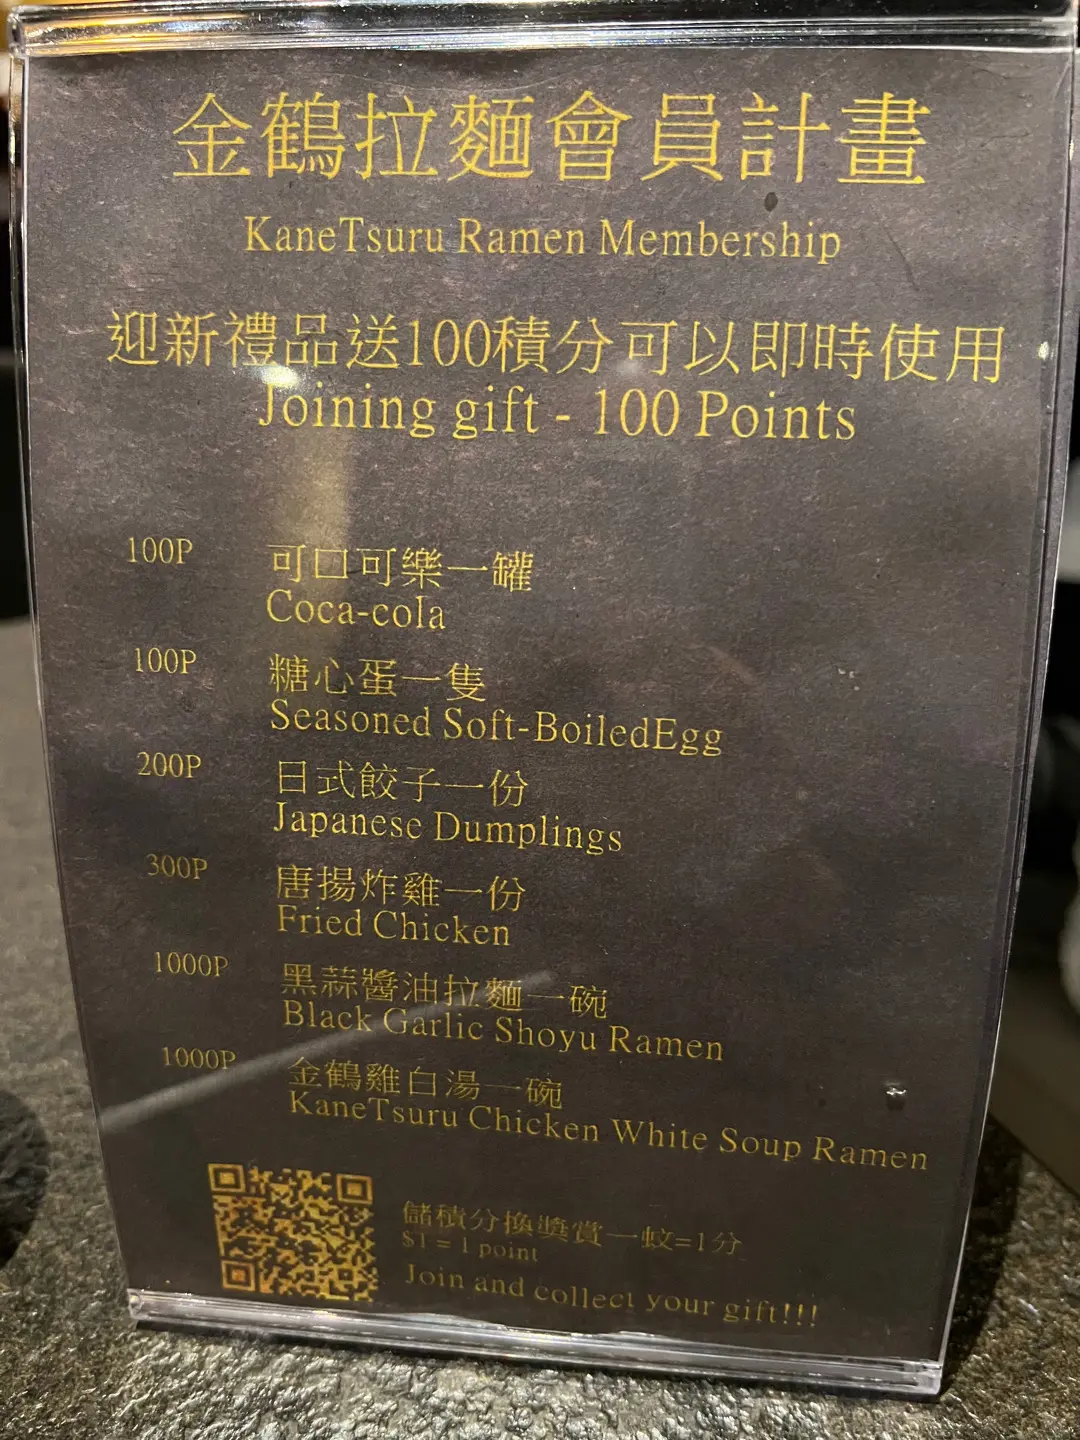 金鶴拉麵會員計畫
KaneTsuru Ramen Membership
迎新禮品送100積分可以即時使用
Joining gift - 100 Points
100P 可口可樂一罐
Coca-cola
100P 糖心蛋一隻
Seasoned Soft-BoiledEgg
200P 日式餃子一份
Japanese Dumplings
300P 唐揚炸雞一份
Fried Chicken
1000P 黑蒜醬油拉麵一碗
Black Garlic Shoyu Ramen
1000P 金鶴雞白湯一碗
KaneTsuru Chicken White Soup Ramen
儲積分換獎賞一蚊=1分
$1 = 1 point
Join and collect your gift!!!